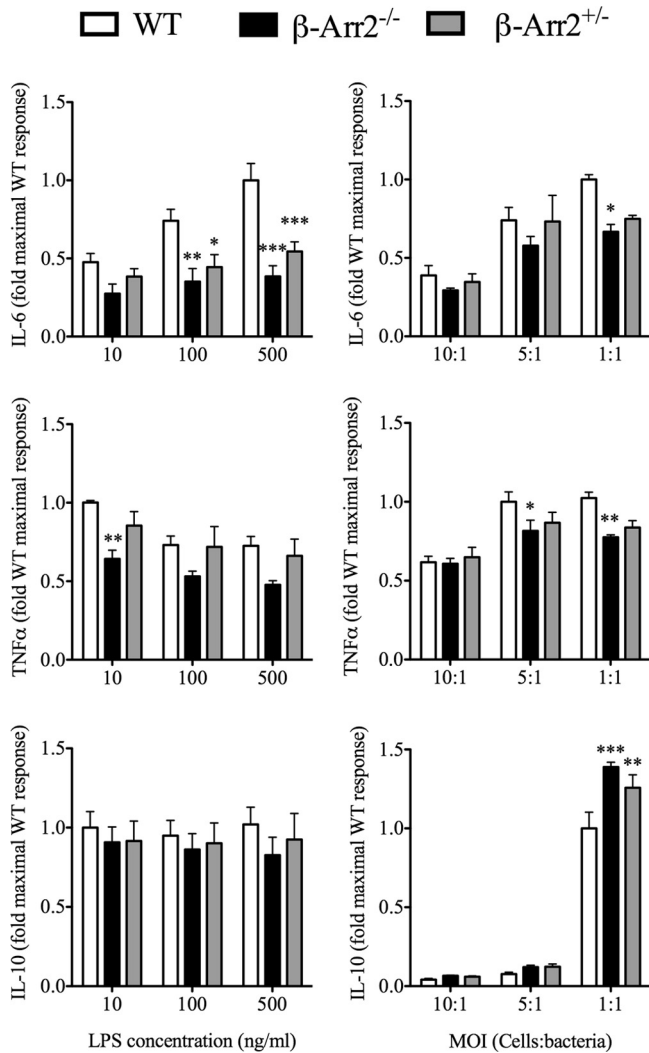 WT β-Arr2-/- β-Arr2+/-
IL-6 (fold maximal WT response)
1.5
1.0
0.5
0.0
** * *** ***
10 100 500
IL-6 (fold WT maximal response)
1.5
1.0
0.5
0.0
*
10:1 5:1 1:1
TNFα (fold WT maximal response)
1.5
1.0
0.5
0.0
**
10 100 500
TNFα (fold WT maximal response)
1.5
1.0
0.5
0.0
* **
10:1 5:1 1:1
IL-10 (fold maximal WT response)
1.5
1.0
0.5
0.0
10 100 500
LPS concentration (ng/ml)
IL-10 (fold maximal WT response)
1.5
1.0
0.5
0.0
*** **
10:1 5:1 1:1
MOI (Cells:bacteria)